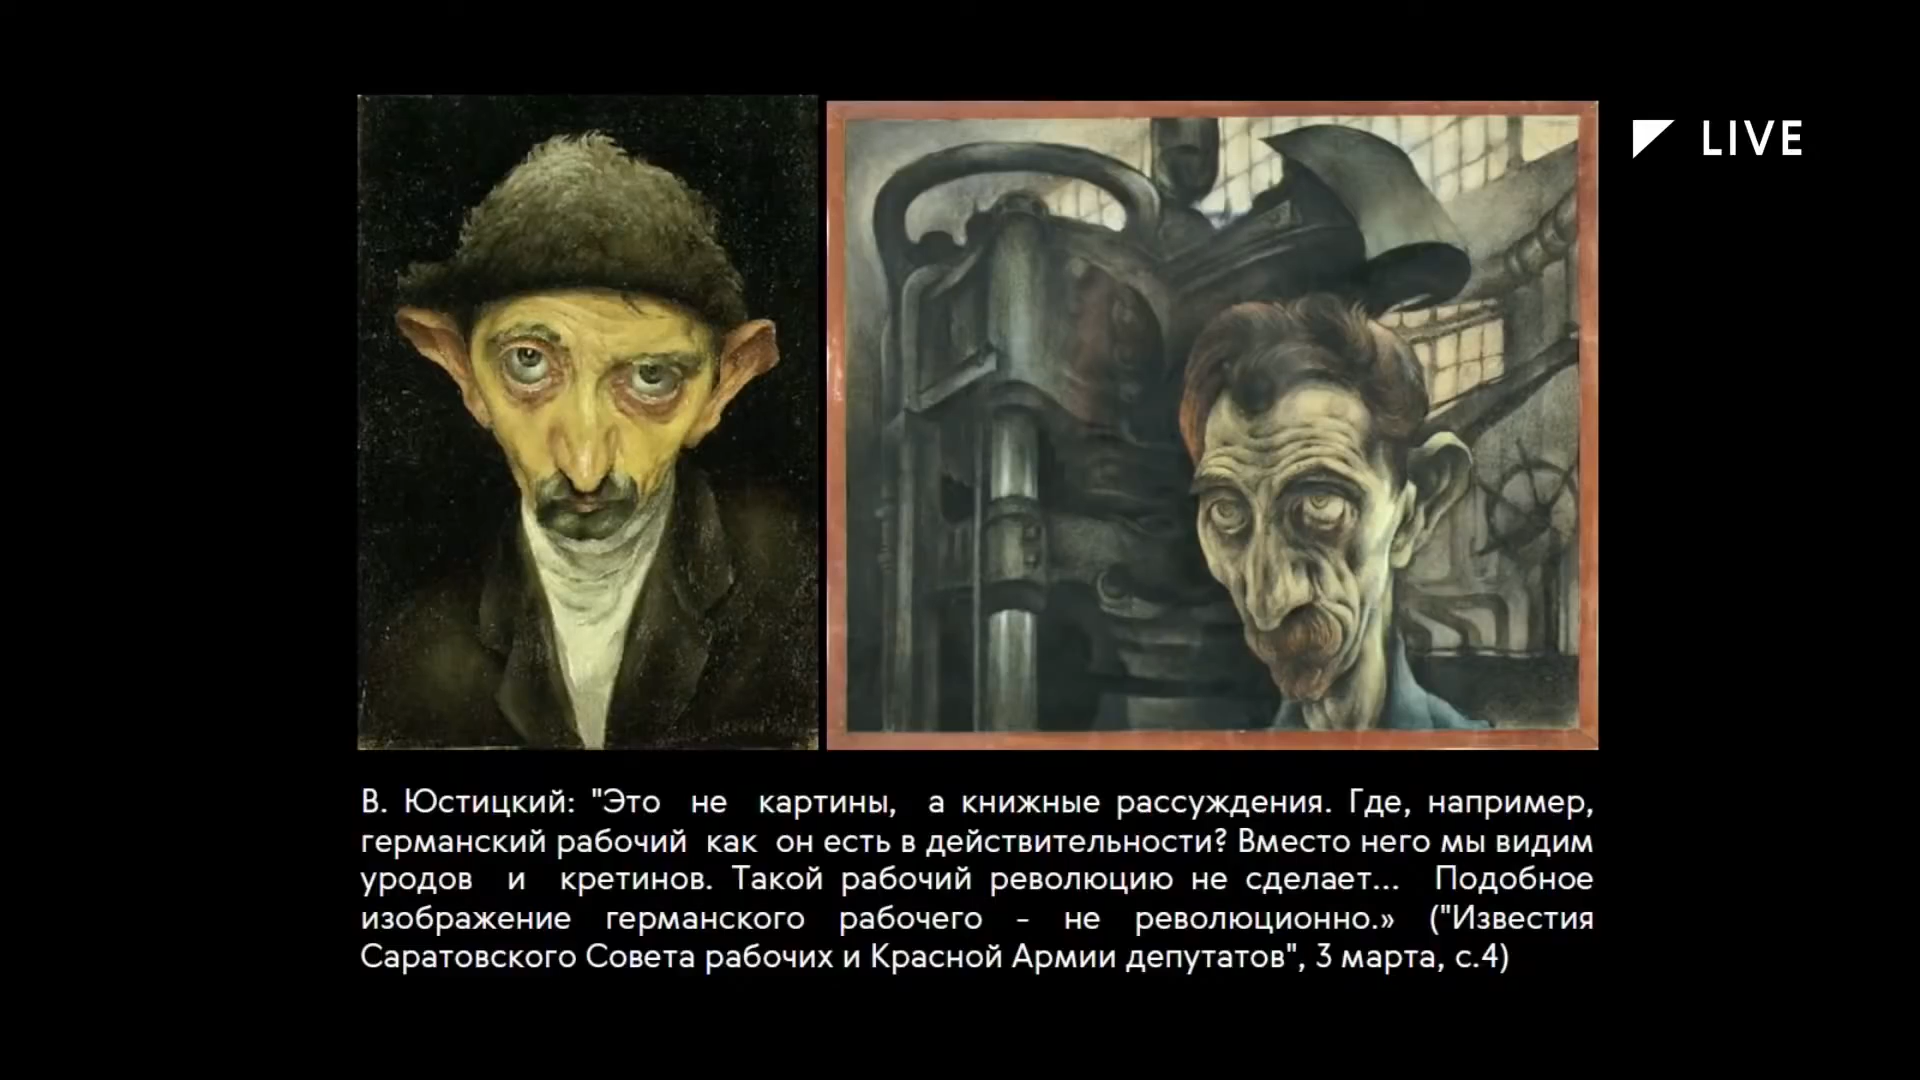 LIVE
В. Юстицкий: "Это не картины, а книжные рассуждения. Где, например,
германский рабочий как он есть в действительности? Вместо него мы видим
уродов и кретинов. Такой рабочий революцию не сделает... Подобное
изображение германского рабочего - не революционно.» ("Известия
Саратовского Совета рабочих и Красной Армии депутатов", 3 марта, с.4)